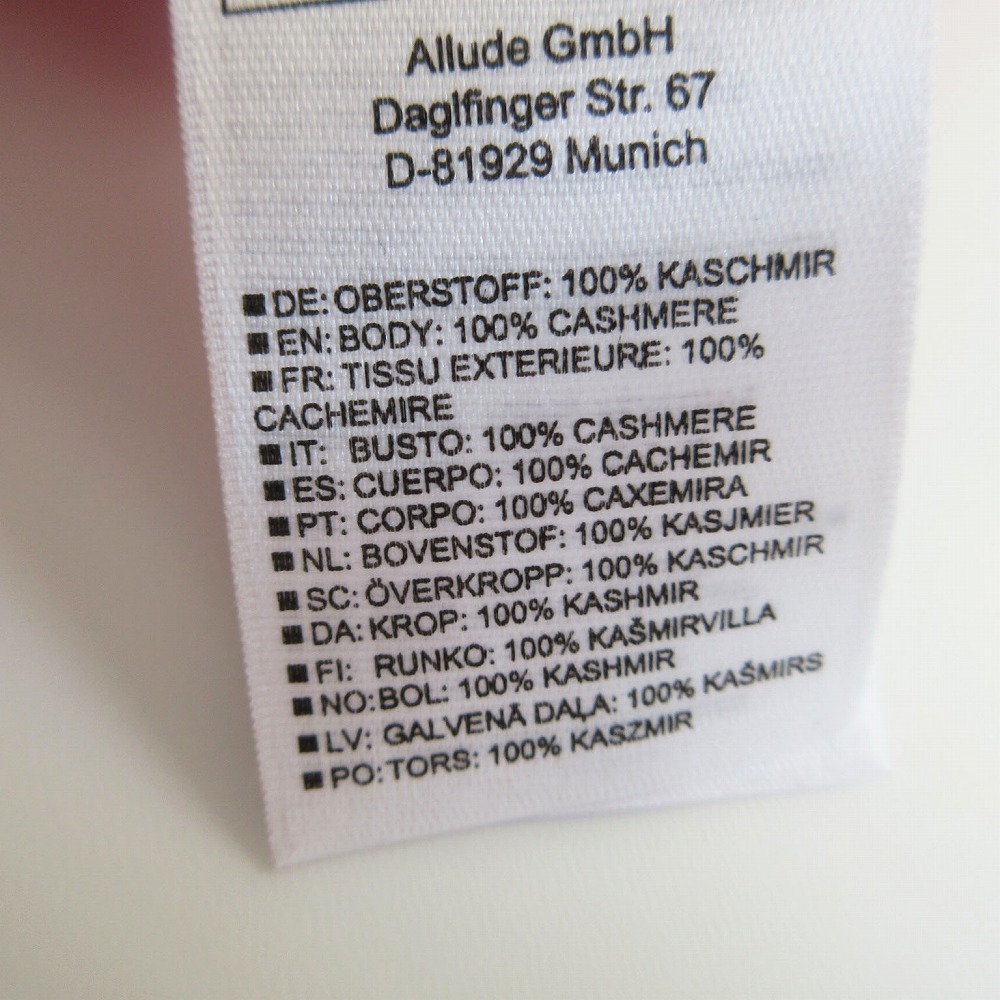 Allude GmbH
Daglfinger Str. 67
D-81929 Munich
■ DE: OBERSTOFF: 100% KASCHMIR
■ EN: BODY: 100% CASHMERE
■ FR: TISSU EXTERIEURE: 100%
CACHEMIRE
■ IT: BUSTO: 100% CASHMERE
■ ES: CUERPO: 100% CACHEMIR
■ PT: CORPO: 100% CAXEMIRA
■ NL: BOVENSTOF: 100% KASJMIER
■ SC: ÖVERKROPP: 100% KASCHMIR
■ DA: KROP: 100% KASHMIR
■ FI: RUNKO: 100% KAŠMIRVILLA
■ NO: BOL: 100% KASHMIR
■ LV: GALVENĀ DAĻA: 100% KAŠMIRS
■ PO: TORS: 100% KASZMIR